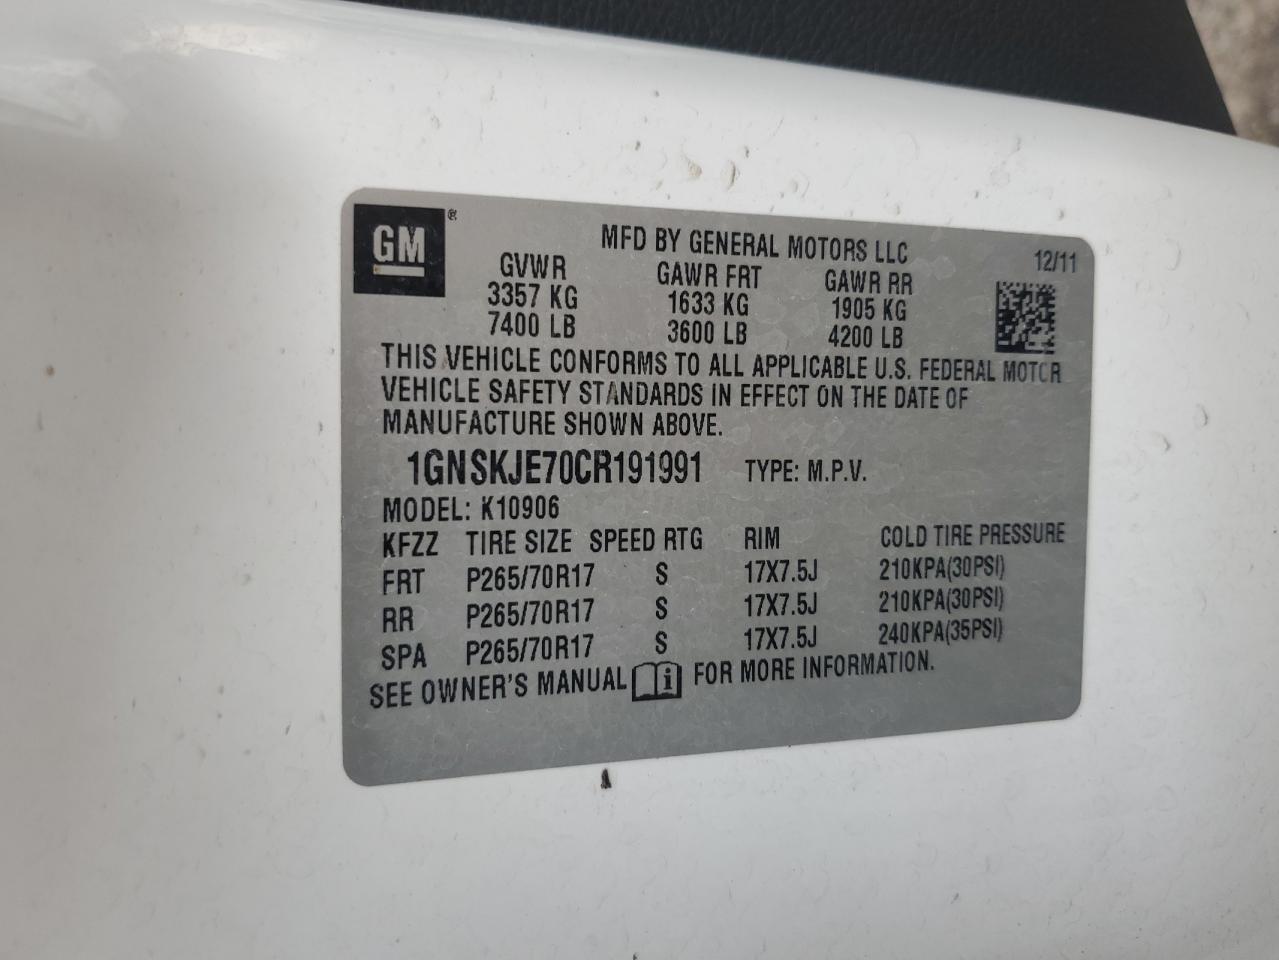 GM®
MFD BY GENERAL MOTORS LLC 12/11
GVWR GAWR FRT GAWR RR
3357 KG 1633 KG 1905 KG
7400 LB 3600 LB 4200 LB
THIS VEHICLE CONFORMS TO ALL APPLICABLE U.S. FEDERAL MOTOR
VEHICLE SAFETY STANDARDS IN EFFECT ON THE DATE OF
MANUFACTURE SHOWN ABOVE.
1GNSKJE70CR191991 TYPE: M.P.V.
MODEL: K10906
KFZZ TIRE SIZE SPEED RTG RIM COLD TIRE PRESSURE
FRT P265/70R17 S 17X7.5J 210KPA(30PSI)
RR P265/70R17 S 17X7.5J 210KPA(30PSI)
SPA P265/70R17 S 17X7.5J 240KPA(35PSI)
SEE OWNER'S MANUAL i FOR MORE INFORMATION.